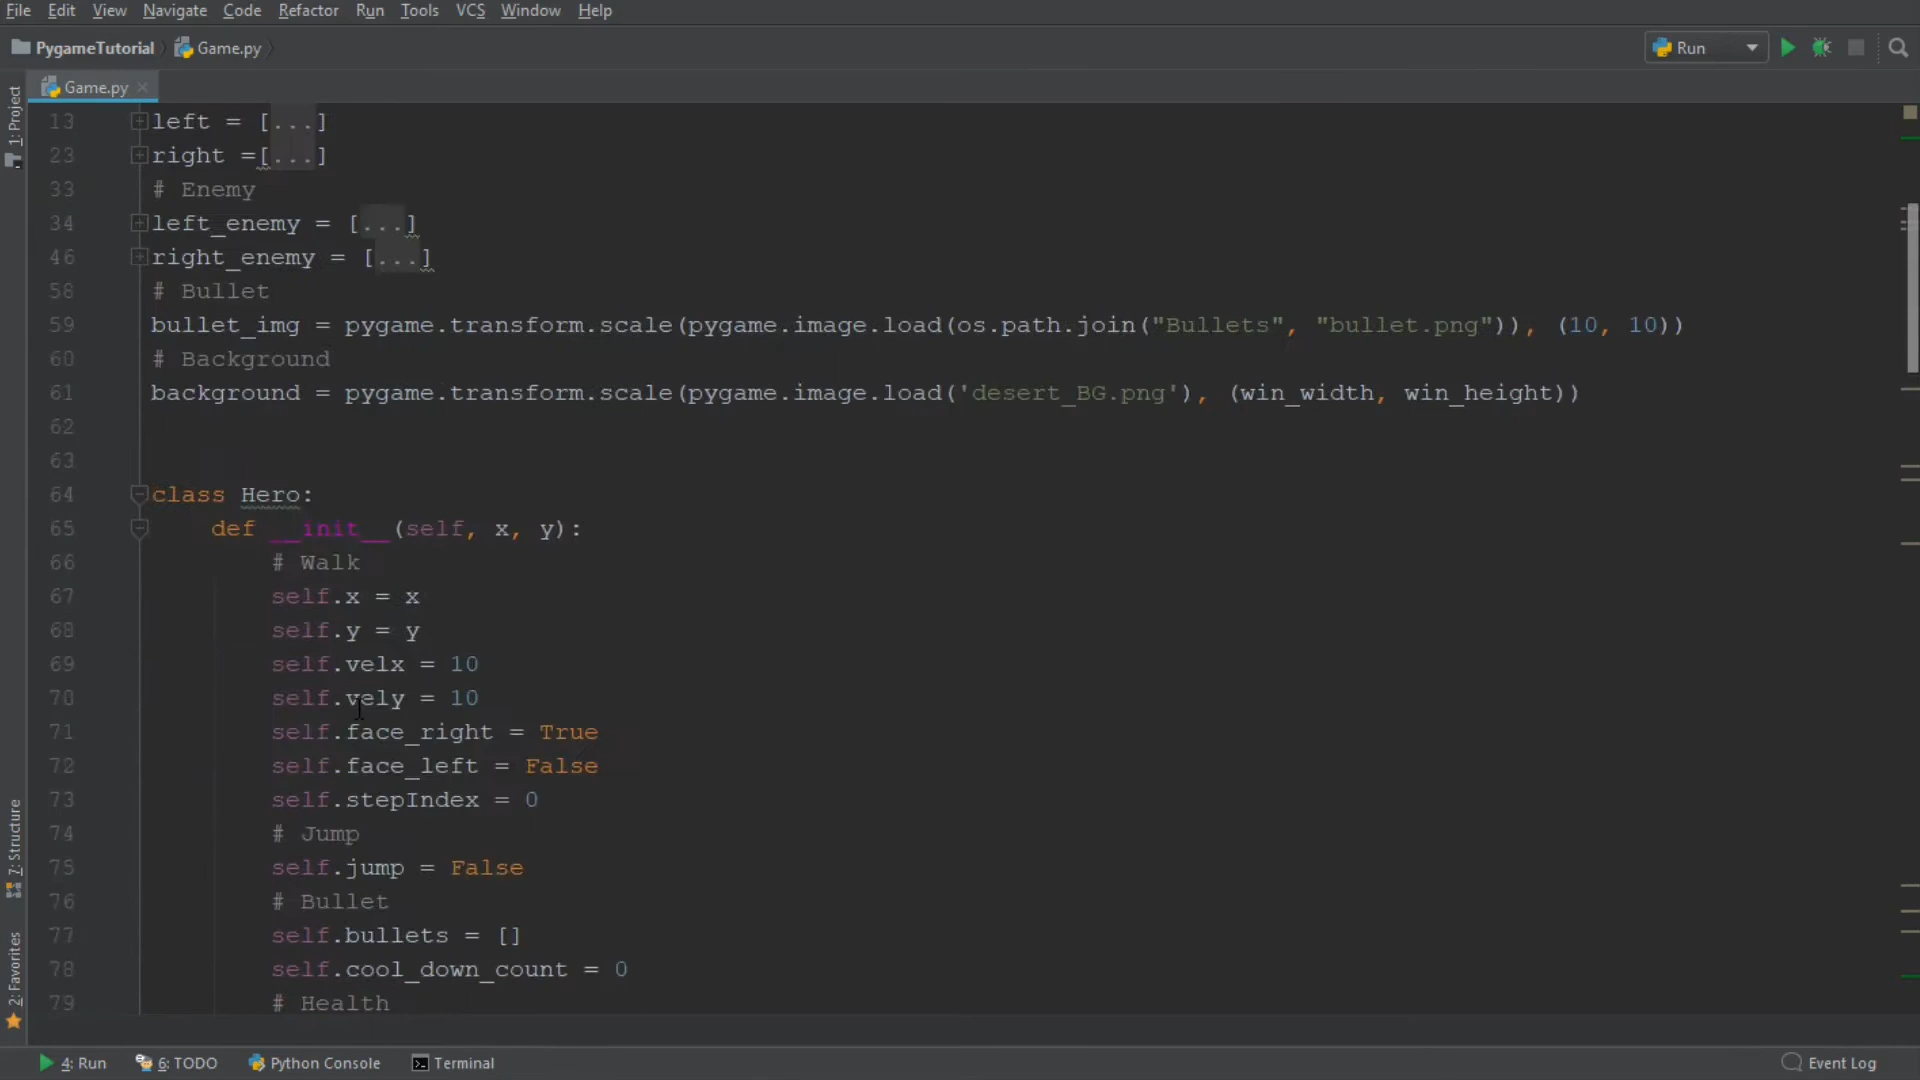 File Edit View Navigate Code Refactor Run Tools VCS Window Help
PygameTutorial Game.py Run
Game.py
1: Project
7: Structure
2: Favorites
13 left = [...]
23 right =[...]
33 # Enemy
34 left_enemy = [...]
46 right_enemy = [...]
58 # Bullet
59 bullet_img = pygame.transform.scale(pygame.image.load(os.path.join("Bullets", "bullet.png")), (10, 10))
60 # Background
61 background = pygame.transform.scale(pygame.image.load('desert_BG.png'), (win_width, win_height))
62
63
64 class Hero:
65 def __init__(self, x, y):
66 # Walk
67 self.x = x
68 self.y = y
69 self.velx = 10
70 self.vely = 10
71 self.face_right = True
72 self.face_left = False
73 self.stepIndex = 0
74 # Jump
75 self.jump = False
76 # Bullet
77 self.bullets = []
78 self.cool_down_count = 0
79 # Health
4: Run 6: TODO Python Console Terminal Event Log